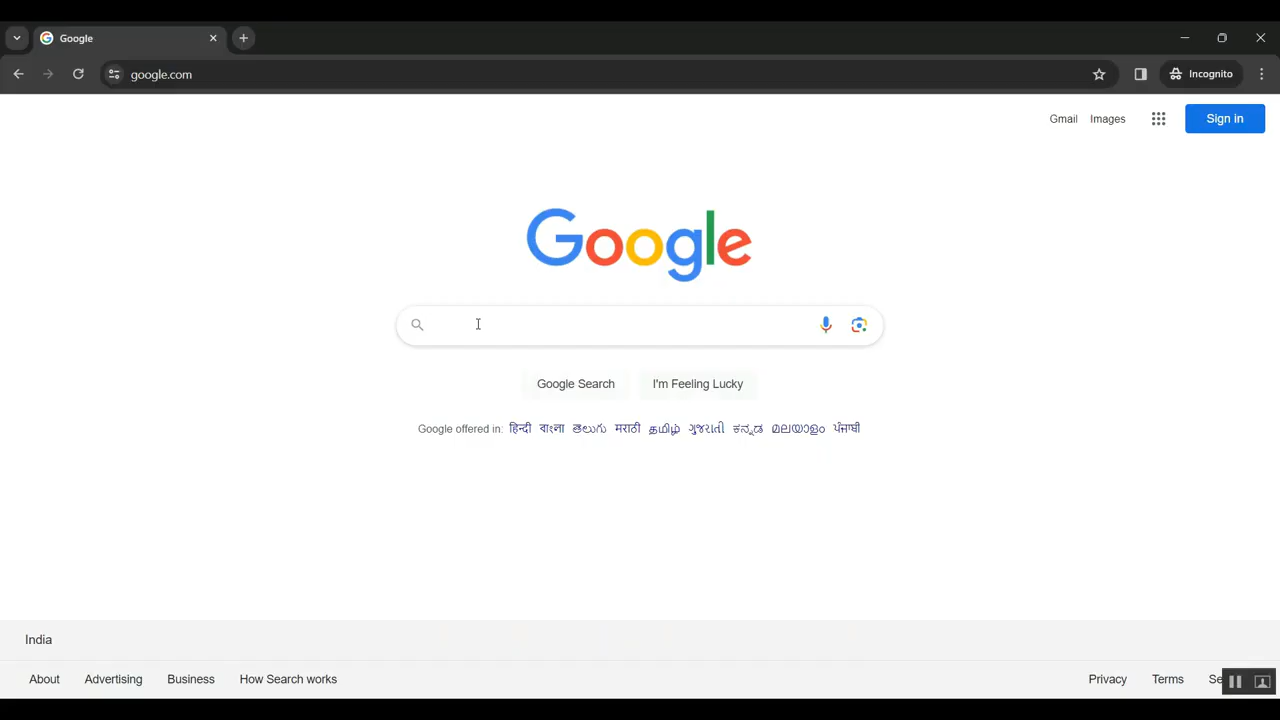 Google
google.com
Incognito
Gmail Images Sign in
Google
Google Search I'm Feeling Lucky
Google offered in: हिन्दी বাংলা తెలుగు मराठी தமிழ் ગુજરાતી ಕನ್ನಡ മലയാളം ਪੰਜਾਬੀ
India
About Advertising Business How Search works Privacy Terms Se